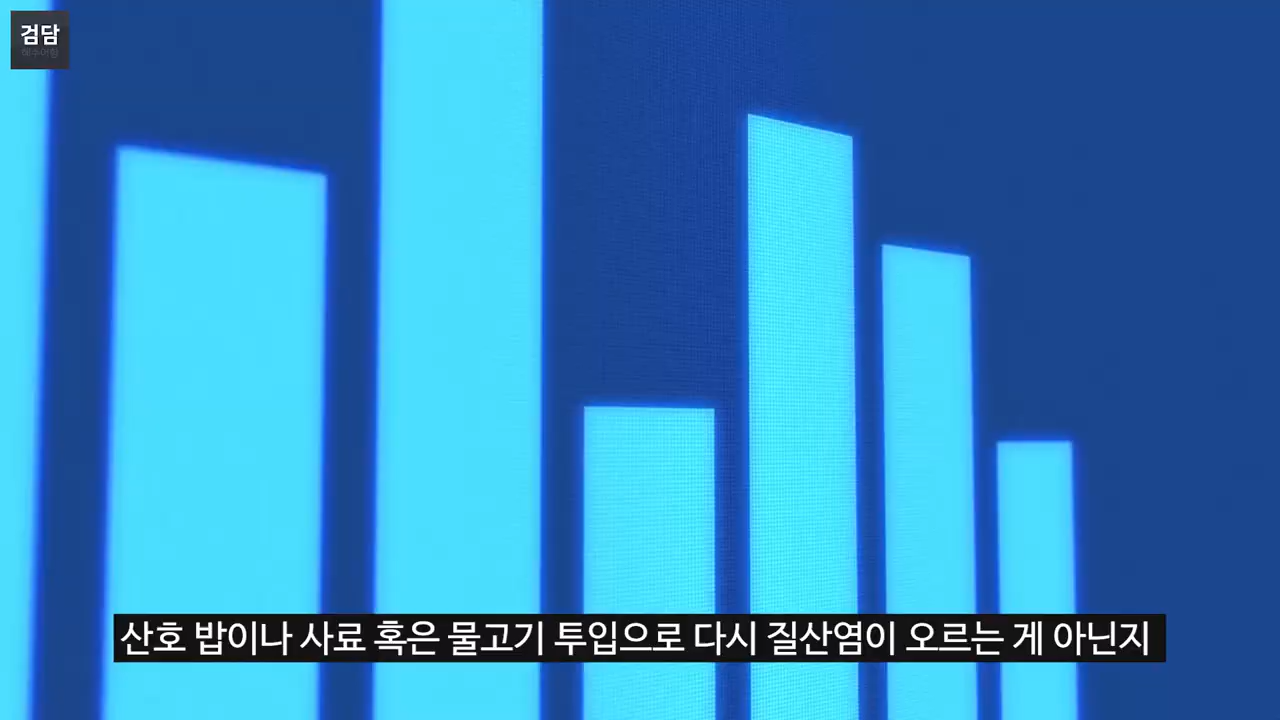 검담
산호 밥이나 사료 혹은 물고기 투입으로 다시 질산염이 오르는 게 아닌지